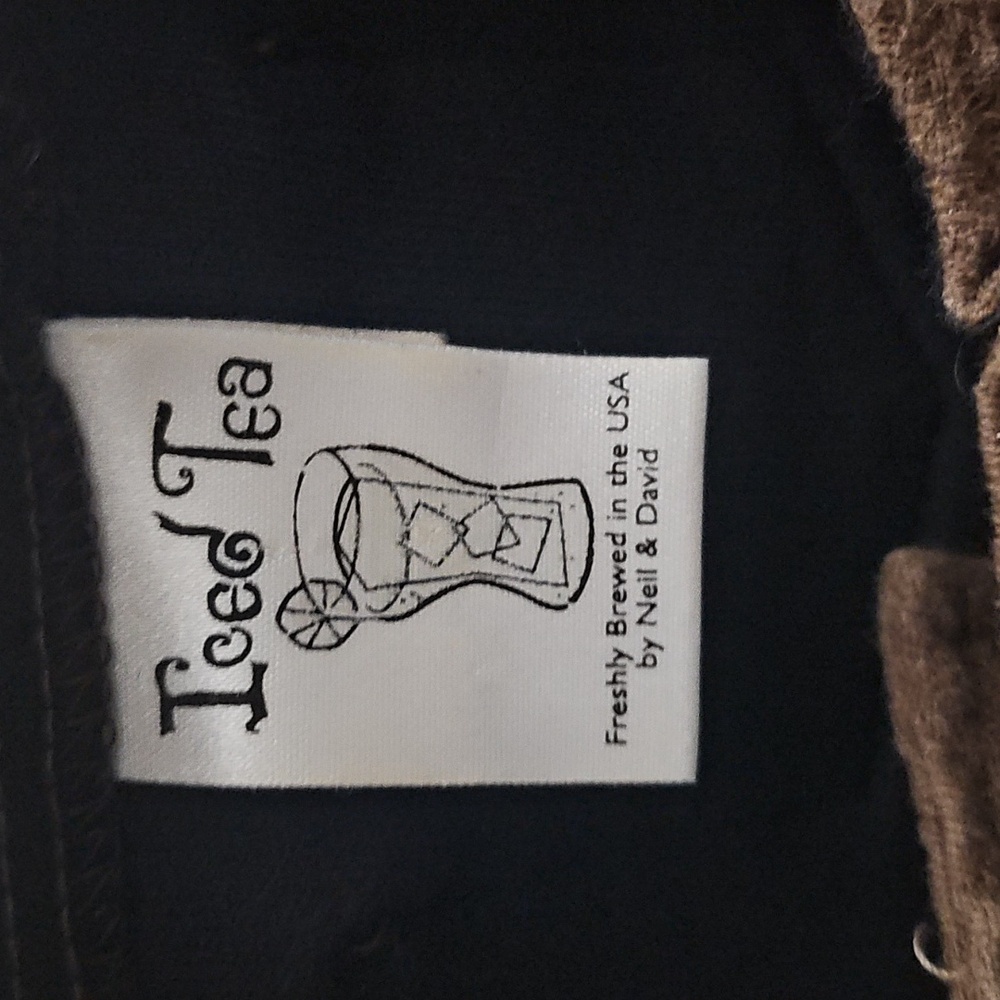 Iced Tea
Freshly Brewed in the USA
by Neil & David